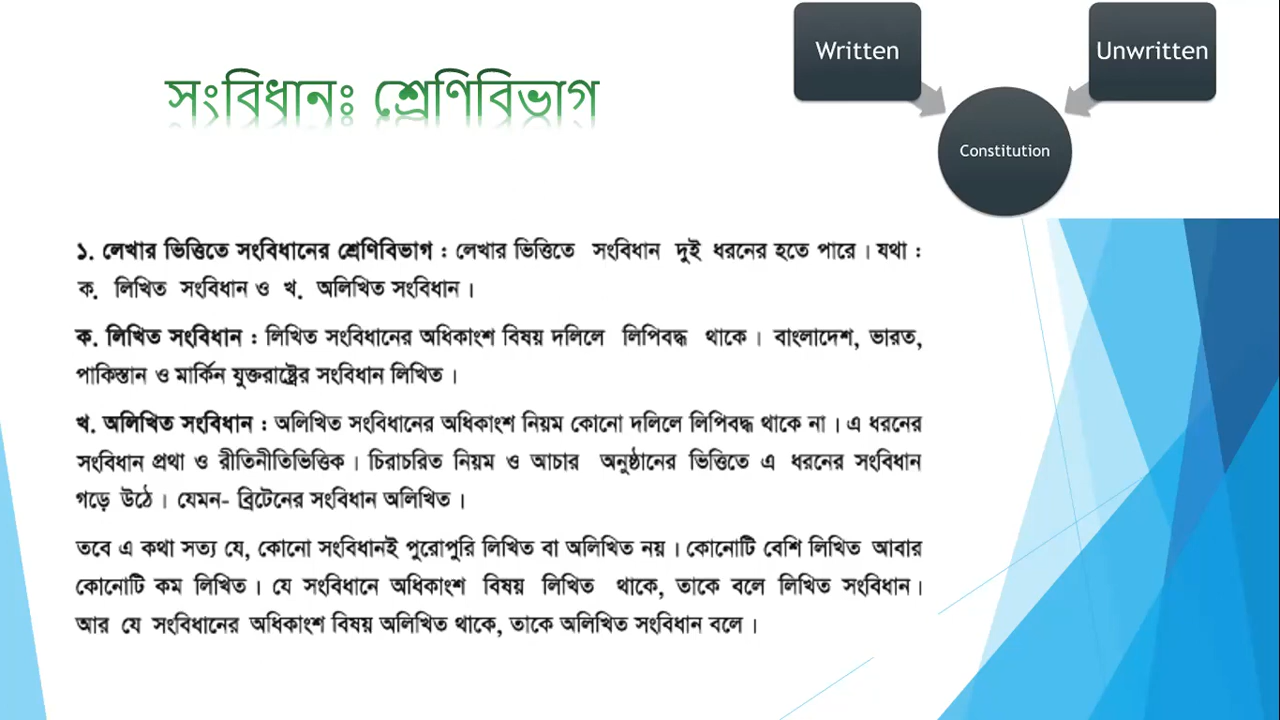 Written
Unwritten
Constitution
সংবিধানঃ শ্রেণিবিভাগ
১. লেখার ভিত্তিতে সংবিধানের শ্রেণিবিভাগ : লেখার ভিত্তিতে সংবিধান দুই ধরনের হতে পারে । যথা :
ক. লিখিত সংবিধান ও খ. অলিখিত সংবিধান ।
ক. লিখিত সংবিধান : লিখিত সংবিধানের অধিকাংশ বিষয় দলিলে লিপিবদ্ধ থাকে । বাংলাদেশ, ভারত,
পাকিস্তান ও মার্কিন যুক্তরাষ্ট্রের সংবিধান লিখিত ।
খ. অলিখিত সংবিধান : অলিখিত সংবিধানের অধিকাংশ নিয়ম কোনো দলিলে লিপিবদ্ধ থাকে না । এ ধরনের
সংবিধান প্রথা ও রীতিনীতিভিত্তিক । চিরাচরিত নিয়ম ও আচার অনুষ্ঠানের ভিত্তিতে এ ধরনের সংবিধান
গড়ে উঠে । যেমন- ব্রিটেনের সংবিধান অলিখিত ।
তবে এ কথা সত্য যে, কোনো সংবিধানই পুরোপুরি লিখিত বা অলিখিত নয় । কোনোটি বেশি লিখিত আবার
কোনোটি কম লিখিত । যে সংবিধানে অধিকাংশ বিষয় লিখিত থাকে, তাকে বলে লিখিত সংবিধান।
আর যে সংবিধানের অধিকাংশ বিষয় অলিখিত থাকে, তাকে অলিখিত সংবিধান বলে ।